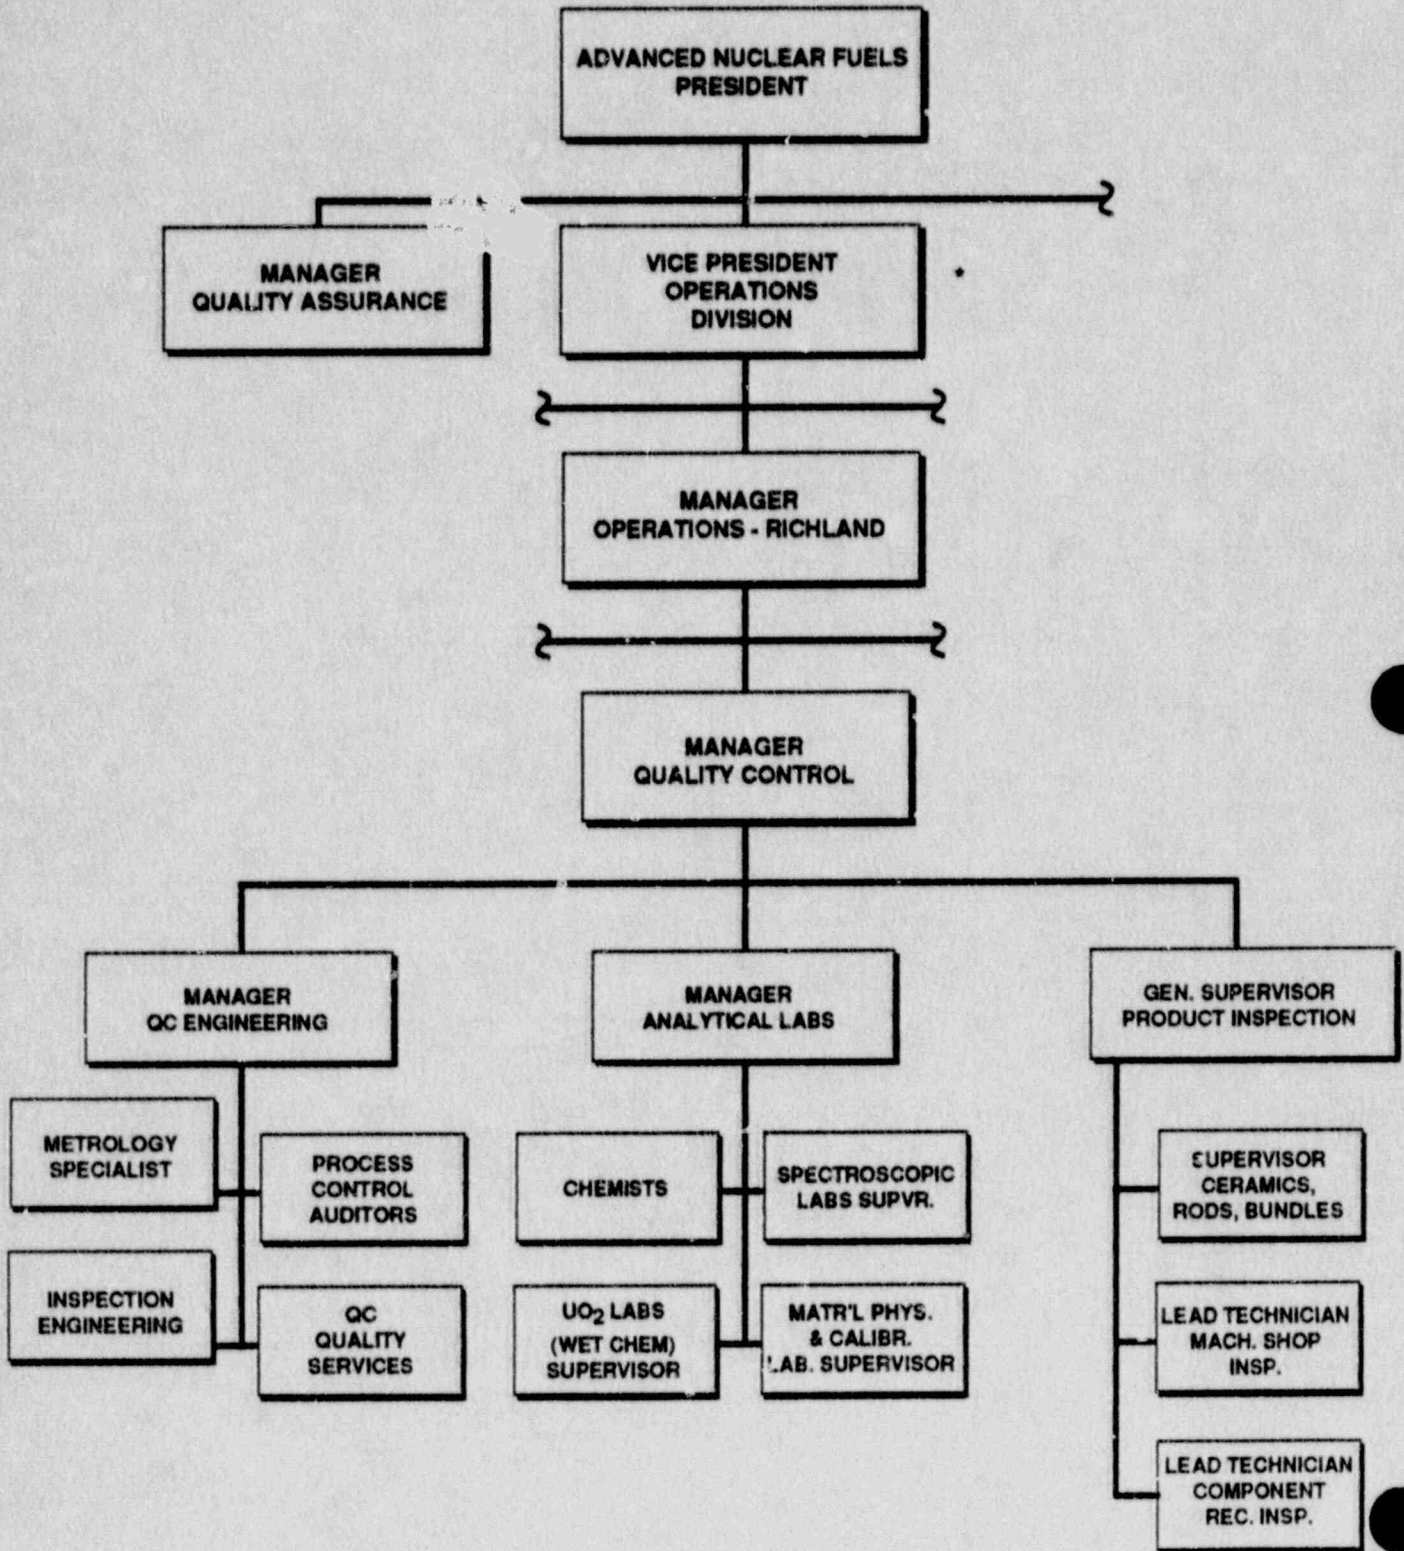 ADVANCED NUCLEAR FUELS
PRESIDENT
MANAGER
QUALITY ASSURANCE
VICE PRESIDENT
OPERATIONS
DIVISION
*
MANAGER
OPERATIONS - RICHLAND
MANAGER
QUALITY CONTROL
MANAGER
QC ENGINEERING
MANAGER
ANALYTICAL LABS
GEN. SUPERVISOR
PRODUCT INSPECTION
METROLOGY
SPECIALIST
PROCESS
CONTROL
AUDITORS
INSPECTION
ENGINEERING
QC
QUALITY
SERVICES
CHEMISTS
SPECTROSCOPIC
LABS SUPVR.
UO₂ LABS
(WET CHEM)
SUPERVISOR
MATR'L PHYS.
& CALIBR.
LAB. SUPERVISOR
SUPERVISOR
CERAMICS,
RODS, BUNDLES
LEAD TECHNICIAN
MACH. SHOP
INSP.
LEAD TECHNICIAN
COMPONENT
REC. INSP.